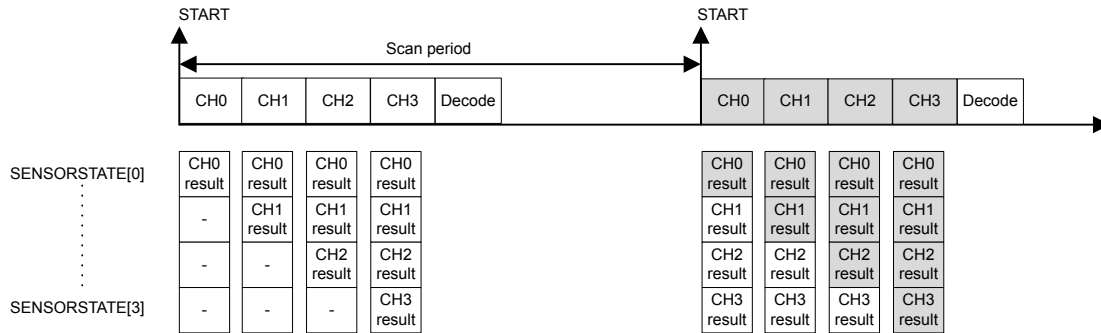 START START
Scan period
CH0 CH1 CH2 CH3 Decode CH0 CH1 CH2 CH3 Decode
SENSORSTATE[0]
CH0 CH0 CH0 CH0 CH0 CH0 CH0 CH0
result result result result result result result result
- CH1 CH1 CH1 CH1 CH1 CH1 CH1
result result result result result result result
- - CH2 CH2 CH2 CH2 CH2 CH2
result result result result result result
SENSORSTATE[3]
- - - CH3 CH3 CH3 CH3 CH3
result result result result result